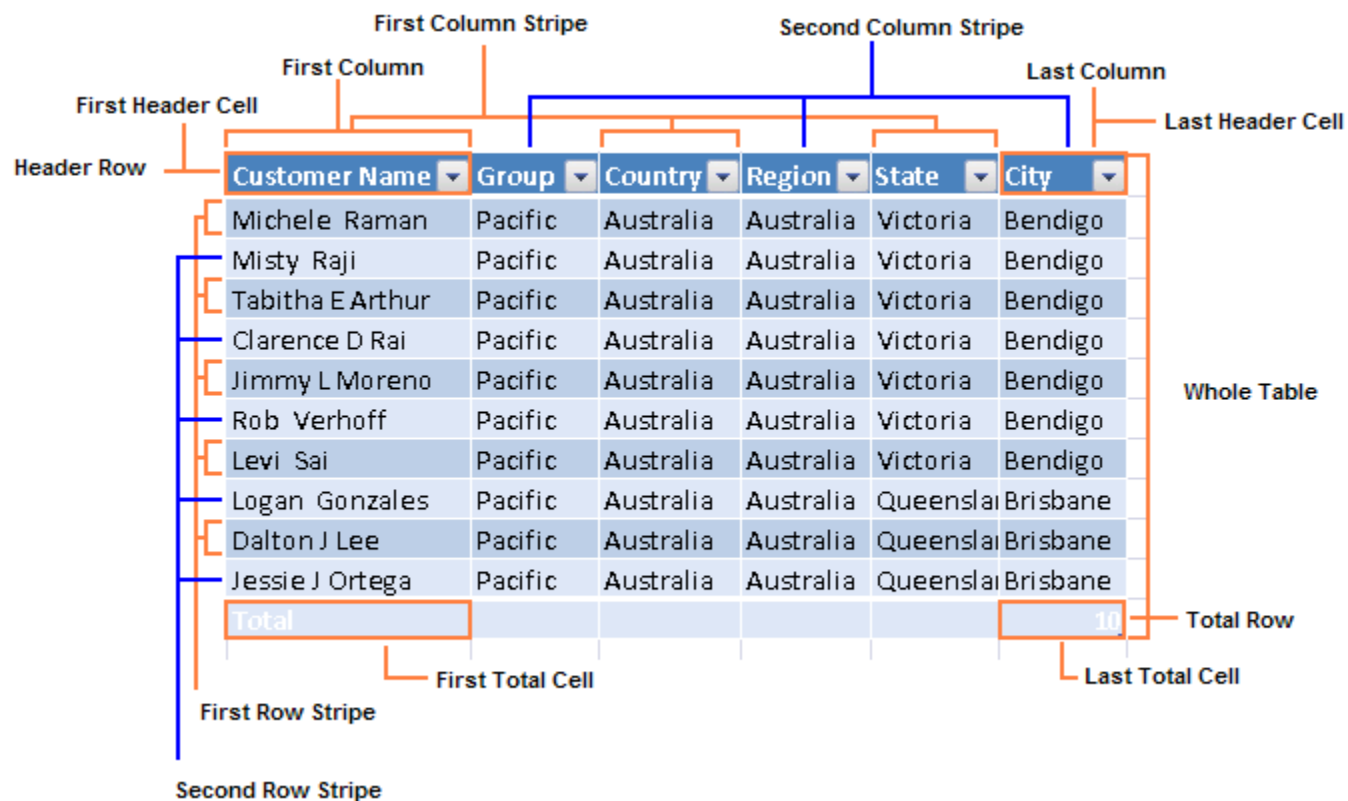 First Column Stripe
Second Column Stripe
First Column
Last Column
First Header Cell
Last Header Cell
Header Row
Customer Name Group Country Region State City
Michele Raman Pacific Australia Australia Victoria Bendigo
Misty Raji Pacific Australia Australia Victoria Bendigo
Tabitha E Arthur Pacific Australia Australia Victoria Bendigo
Clarence D Rai Pacific Australia Australia Victoria Bendigo
Jimmy L Moreno Pacific Australia Australia Victoria Bendigo
Whole Table
Rob Verhoff Pacific Australia Australia Victoria Bendigo
Levi Sai Pacific Australia Australia Victoria Bendigo
Logan Gonzales Pacific Australia Australia Queenslan Brisbane
Dalton J Lee Pacific Australia Australia Queenslan Brisbane
Jessie J Ortega Pacific Australia Australia Queenslan Brisbane
Total 10
Total Row
First Total Cell
Last Total Cell
First Row Stripe
Second Row Stripe